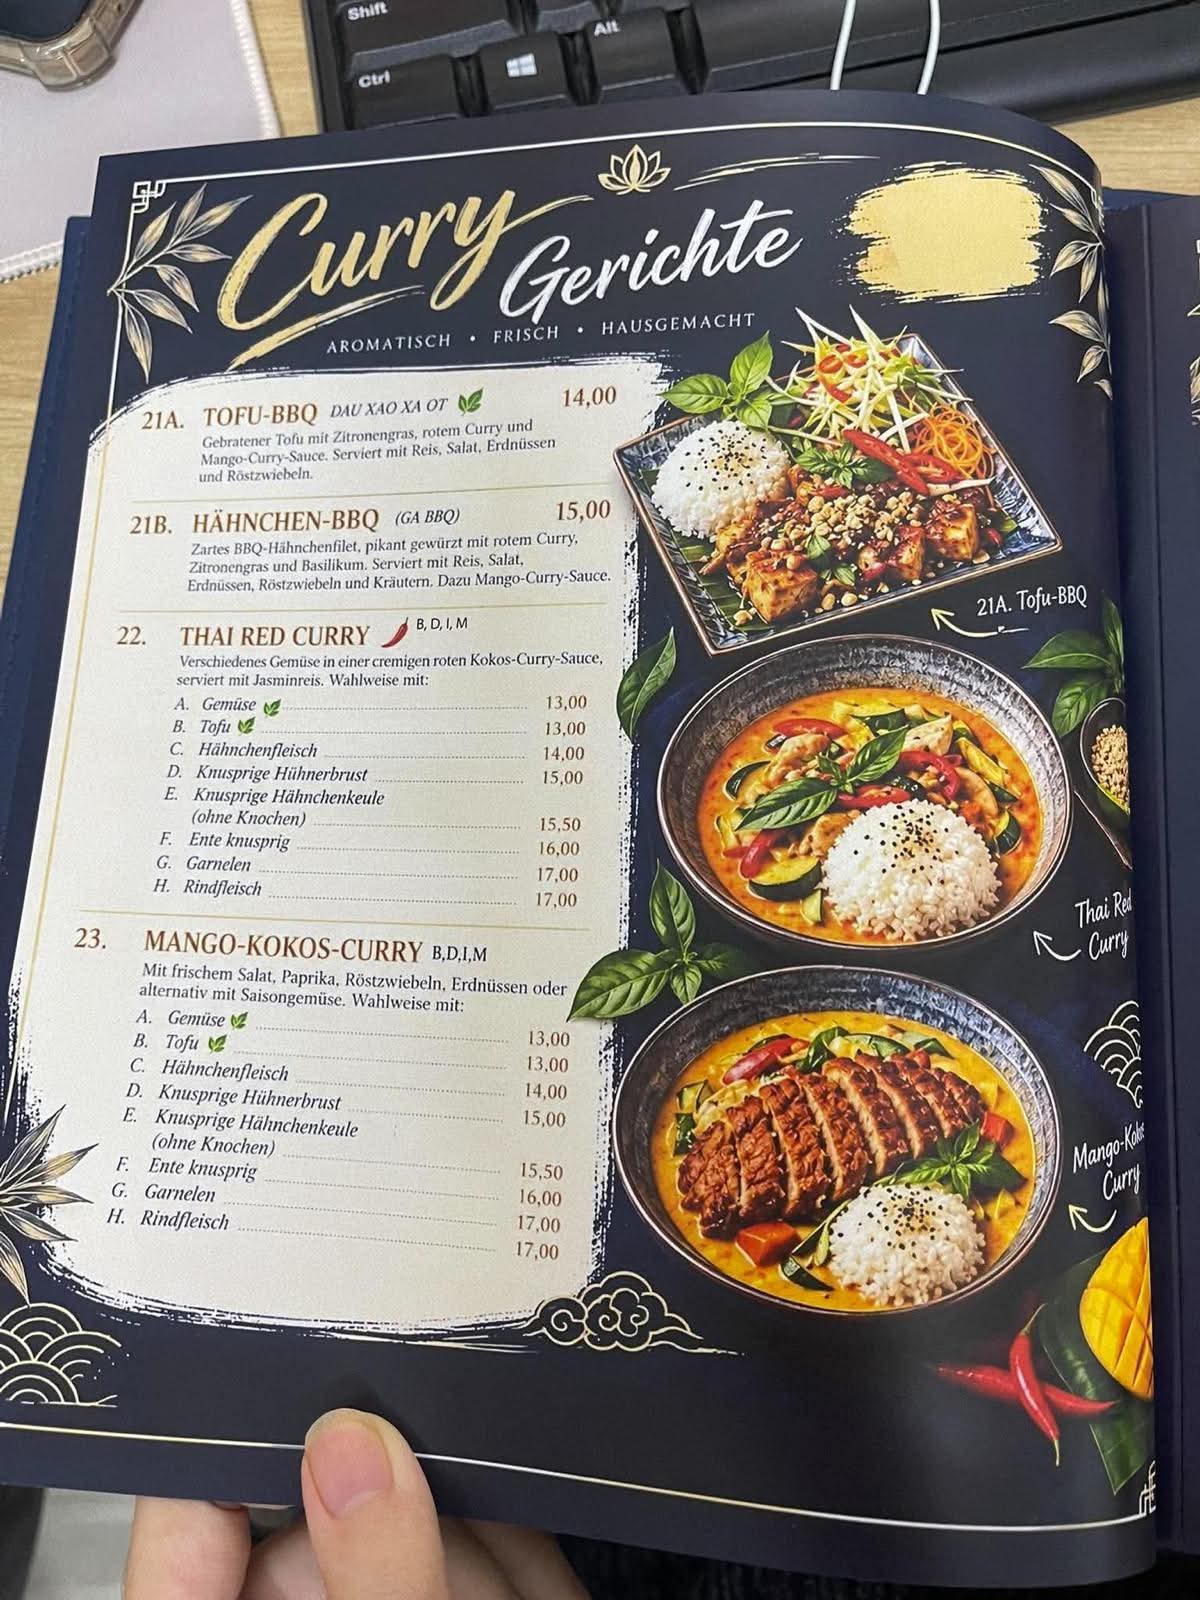 Shift
Ctrl
Alt
Curry
Gerichte
AROMATISCH • FRISCH • HAUSGEMACHT
21A. TOFU-BBQ DAU XAO XA OT 14,00
Gebratener Tofu mit Zitronengras, rotem Curry und
Mango-Curry-Sauce. Serviert mit Reis, Salat, Erdnüssen
und Röstzwiebeln.
21B. HÄHNCHEN-BBQ (GA BBQ) 15,00
Zartes BBQ-Hähnchenfilet, pikant gewürzt mit rotem Curry,
Zitronengras und Basilikum. Serviert mit Reis, Salat,
Erdnüssen, Röstzwiebeln und Kräutern. Dazu Mango-Curry-Sauce.
22. THAI RED CURRY B, D, I, M
Verschiedenes Gemüse in einer cremigen roten Kokos-Curry-Sauce,
serviert mit Jasminreis. Wahlweise mit:
A. Gemüse 13,00
B. Tofu 13,00
C. Hähnchenfleisch 14,00
D. Knusprige Hühnerbrust 15,00
E. Knusprige Hähnchenkeule
(ohne Knochen) 15,50
F. Ente knusprig 16,00
G. Garnelen 17,00
H. Rindfleisch 17,00
23. MANGO-KOKOS-CURRY B,D,I,M
Mit frischem Salat, Paprika, Röstzwiebeln, Erdnüssen oder
alternativ mit Saisongemüse. Wahlweise mit:
A. Gemüse 13,00
B. Tofu 13,00
C. Hähnchenfleisch 14,00
D. Knusprige Hühnerbrust 15,00
E. Knusprige Hähnchenkeule
(ohne Knochen) 15,50
F. Ente knusprig 16,00
G. Garnelen 17,00
H. Rindfleisch 17,00
21A. Tofu-BBQ
Thai Red
Curry
Mango-Kokos
Curry